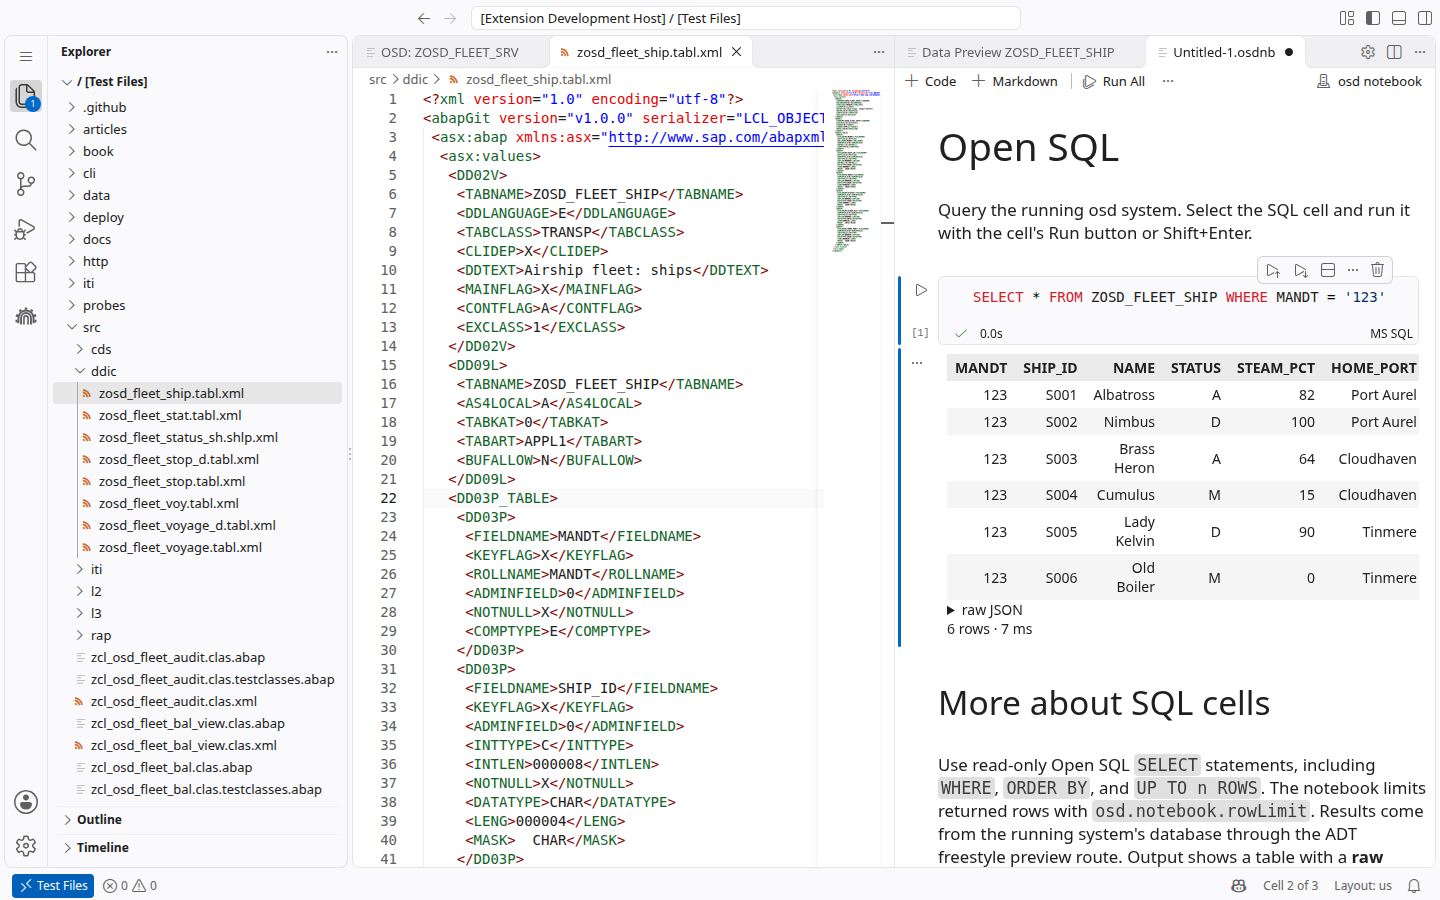 [Extension Development Host] / [Test Files]
Explorer
/ [Test Files]
.github
articles
book
cli
data
deploy
docs
http
iti
probes
src
cds
ddic
zosd_fleet_ship.tabl.xml
zosd_fleet_stat.tabl.xml
zosd_fleet_status_sh.shlp.xml
zosd_fleet_stop_d.tabl.xml
zosd_fleet_stop.tabl.xml
zosd_fleet_voy.tabl.xml
zosd_fleet_voyage_d.tabl.xml
zosd_fleet_voyage.tabl.xml
iti
l2
l3
rap
zcl_osd_fleet_audit.clas.abap
zcl_osd_fleet_audit.clas.testclasses.abap
zcl_osd_fleet_audit.clas.xml
zcl_osd_fleet_bal_view.clas.abap
zcl_osd_fleet_bal_view.clas.xml
zcl_osd_fleet_bal.clas.abap
zcl_osd_fleet_bal.clas.testclasses.abap
Outline
Timeline
1
OSD: ZOSD_FLEET_SRV
zosd_fleet_ship.tabl.xml
src > ddic > zosd_fleet_ship.tabl.xml
1 <?xml version="1.0" encoding="utf-8"?>
2 <abapGit version="v1.0.0" serializer="LCL_OBJECT
3 <asx:abap xmlns:asx="http://www.sap.com/abapxml
4 <asx:values>
5 <DD02V>
6 <TABNAME>ZOSD_FLEET_SHIP</TABNAME>
7 <DDLANGUAGE>E</DDLANGUAGE>
8 <TABCLASS>TRANSP</TABCLASS>
9 <CLIDEP>X</CLIDEP>
10 <DDTEXT>Airship fleet: ships</DDTEXT>
11 <MAINFLAG>X</MAINFLAG>
12 <CONTFLAG>A</CONTFLAG>
13 <EXCLASS>1</EXCLASS>
14 </DD02V>
15 <DD09L>
16 <TABNAME>ZOSD_FLEET_SHIP</TABNAME>
17 <AS4LOCAL>A</AS4LOCAL>
18 <TABKAT>0</TABKAT>
19 <TABART>APPL1</TABART>
20 <BUFALLOW>N</BUFALLOW>
21 </DD09L>
22 <DD03P_TABLE>
23 <DD03P>
24 <FIELDNAME>MANDT</FIELDNAME>
25 <KEYFLAG>X</KEYFLAG>
26 <ROLLNAME>MANDT</ROLLNAME>
27 <ADMINFIELD>0</ADMINFIELD>
28 <NOTNULL>X</NOTNULL>
29 <COMPTYPE>E</COMPTYPE>
30 </DD03P>
31 <DD03P>
32 <FIELDNAME>SHIP_ID</FIELDNAME>
33 <KEYFLAG>X</KEYFLAG>
34 <ADMINFIELD>0</ADMINFIELD>
35 <INTTYPE>C</INTTYPE>
36 <INTLEN>000008</INTLEN>
37 <NOTNULL>X</NOTNULL>
38 <DATATYPE>CHAR</DATATYPE>
39 <LENG>000004</LENG>
40 <MASK>  CHAR</MASK>
41 </DD03P>
Data Preview ZOSD_FLEET_SHIP
Untitled-1.osdnb
Code Markdown Run All osd notebook
Open SQL
Query the running osd system. Select the SQL cell and run it
with the cell's Run button or Shift+Enter.
SELECT * FROM ZOSD_FLEET_SHIP WHERE MANDT = '123'
[1] 0.0s MS SQL
MANDT SHIP_ID NAME STATUS STEAM_PCT HOME_PORT
123 S001 Albatross A 82 Port Aurel
123 S002 Nimbus D 100 Port Aurel
123 S003 Brass Heron A 64 Cloudhaven
123 S004 Cumulus M 15 Cloudhaven
123 S005 Lady Kelvin D 90 Tinmere
123 S006 Old Boiler M 0 Tinmere
raw JSON
6 rows · 7 ms
More about SQL cells
Use read-only Open SQL SELECT statements, including
WHERE, ORDER BY, and UP TO n ROWS. The notebook limits
returned rows with osd.notebook.rowLimit. Results come
from the running system's database through the ADT
freestyle preview route. Output shows a table with a raw
Test Files
0 0
Cell 2 of 3
Layout: us